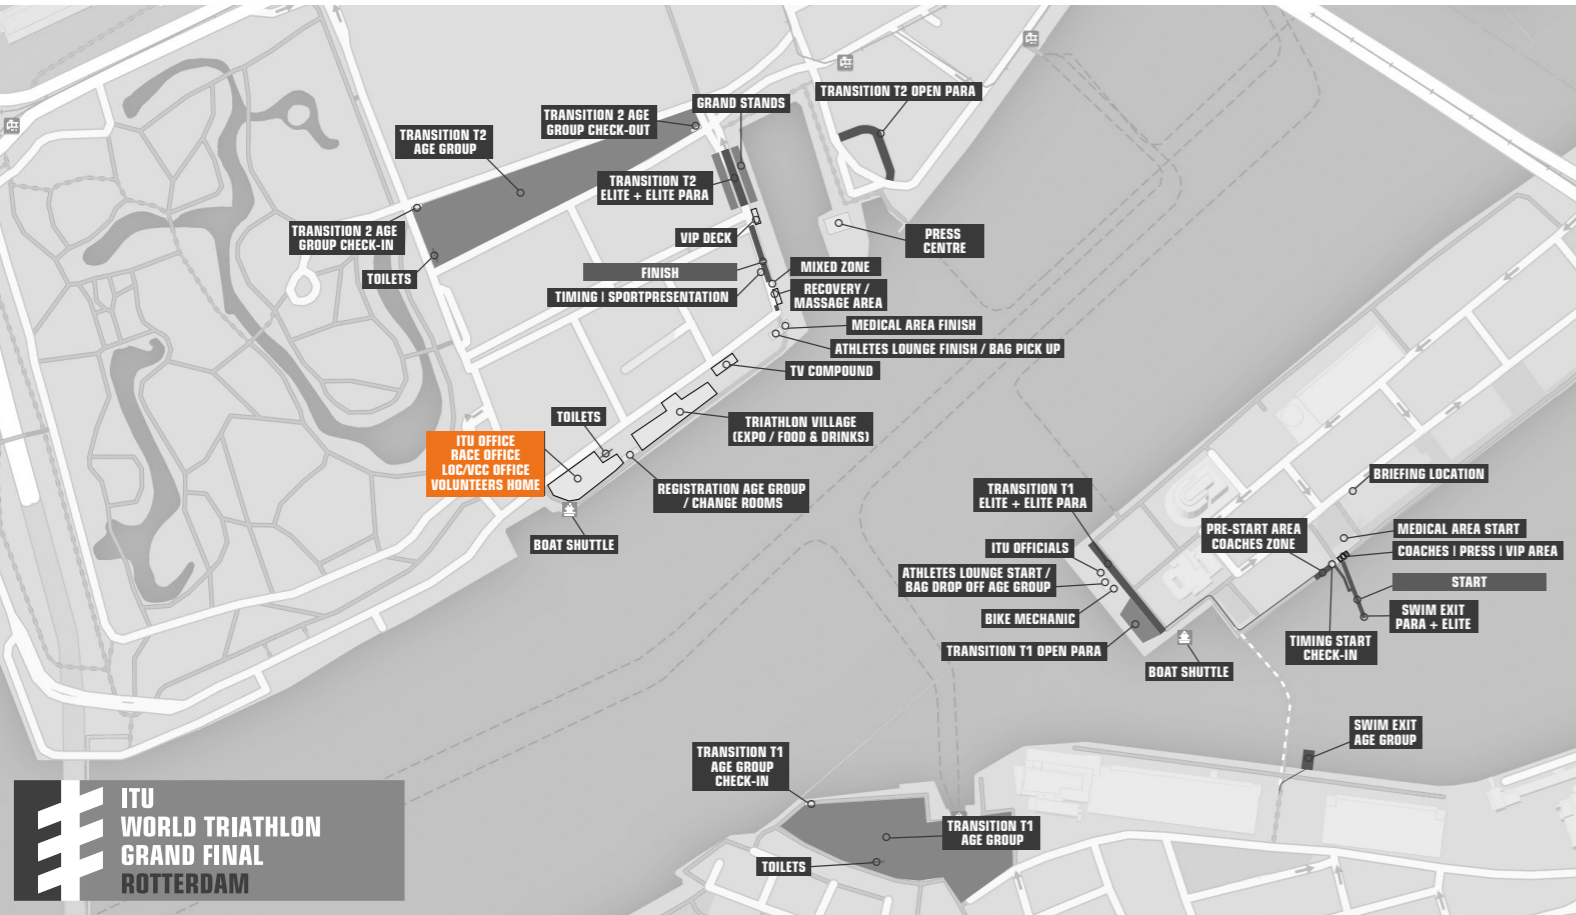 GRAND STANDS
TRANSITION T2 OPEN PARA
TRANSITION 2 AGE
GROUP CHECK-OUT
TRANSITION T2
AGE GROUP
TRANSITION T2
ELITE + ELITE PARA
TRANSITION 2 AGE
GROUP CHECK-IN
VIP DECK
PRESS
CENTRE
TOILETS
FINISH
MIXED ZONE
TIMING | SPORTPRESENTATION
RECOVERY /
MASSAGE AREA
MEDICAL AREA FINISH
ATHLETES LOUNGE FINISH / BAG PICK UP
TV COMPOUND
TOILETS
TRIATHLON VILLAGE
(EXPO / FOOD & DRINKS)
ITU OFFICE
RACE OFFICE
LOC/VCC OFFICE
VOLUNTEERS HOME
REGISTRATION AGE GROUP
/ CHANGE ROOMS
BOAT SHUTTLE
BRIEFING LOCATION
TRANSITION T1
ELITE + ELITE PARA
PRE-START AREA
COACHES ZONE
MEDICAL AREA START
COACHES | PRESS | VIP AREA
ITU OFFICIALS
ATHLETES LOUNGE START /
BAG DROP OFF AGE GROUP
START
BIKE MECHANIC
SWIM EXIT
PARA + ELITE
TRANSITION T1 OPEN PARA
TIMING START
CHECK-IN
BOAT SHUTTLE
SWIM EXIT
AGE GROUP
TRANSITION T1
AGE GROUP
CHECK-IN
TRANSITION T1
AGE GROUP
TOILETS
ITU
WORLD TRIATHLON
GRAND FINAL
ROTTERDAM